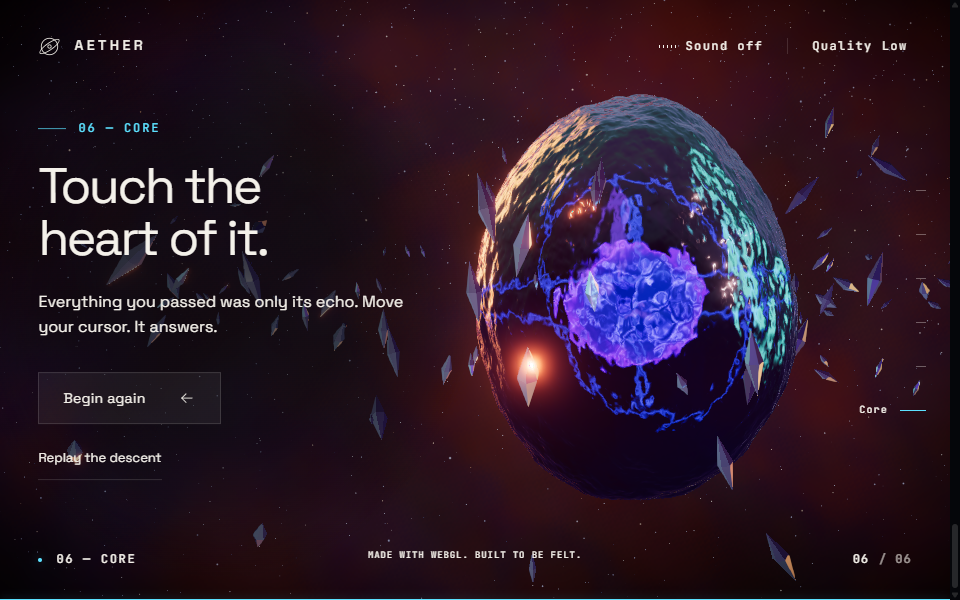 AETHER
Sound off
Quality Low
06 — CORE
Touch the
heart of it.
Everything you passed was only its echo. Move
your cursor. It answers.
Begin again
Replay the descent
Core
06 — CORE
MADE WITH WEBGL. BUILT TO BE FELT.
06 / 06